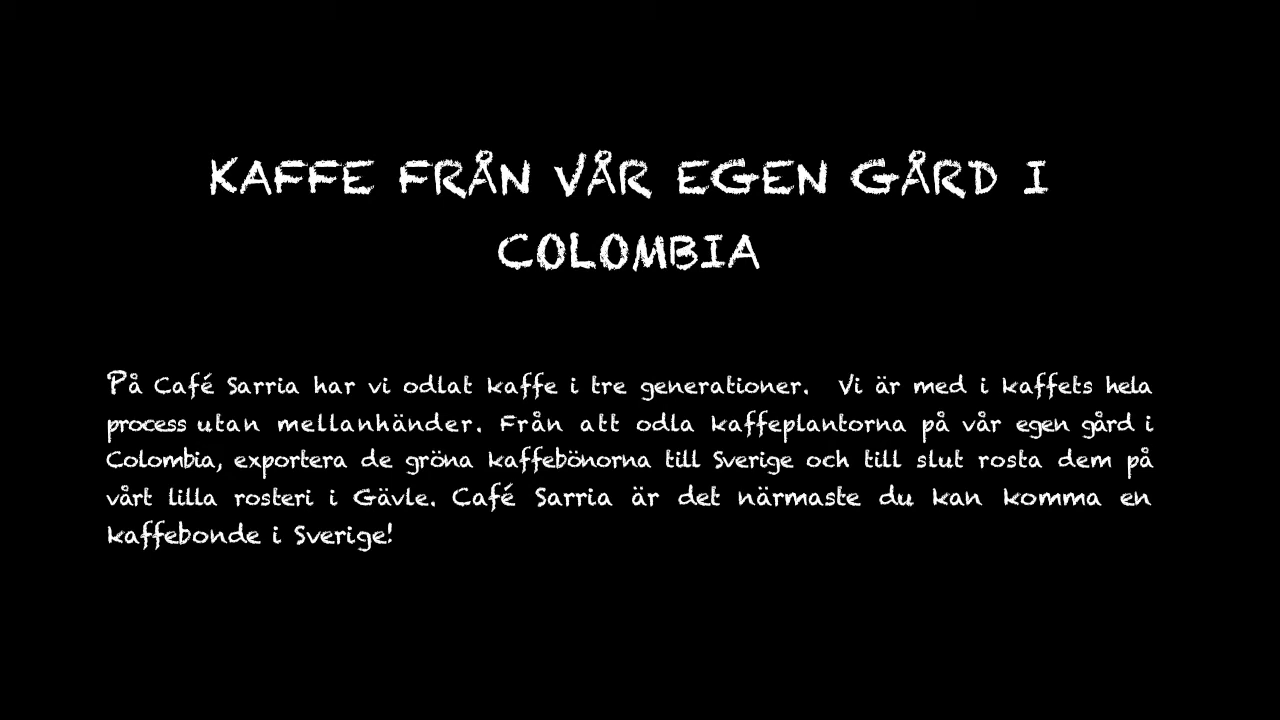 KAFFE FRÅN VÅR EGEN GÅRD I
COLOMBIA
På Café Sarria har vi odlat kaffe i tre generationer. Vi är med i kaffets hela
process utan mellanhänder. Från att odla kaffeplantorna på vår egen gård i
Colombia, exportera de gröna kaffebönorna till Sverige och till slut rosta dem på
vårt lilla rosteri i Gävle. Café Sarria är det närmaste du kan komma en
kaffebonde i Sverige!